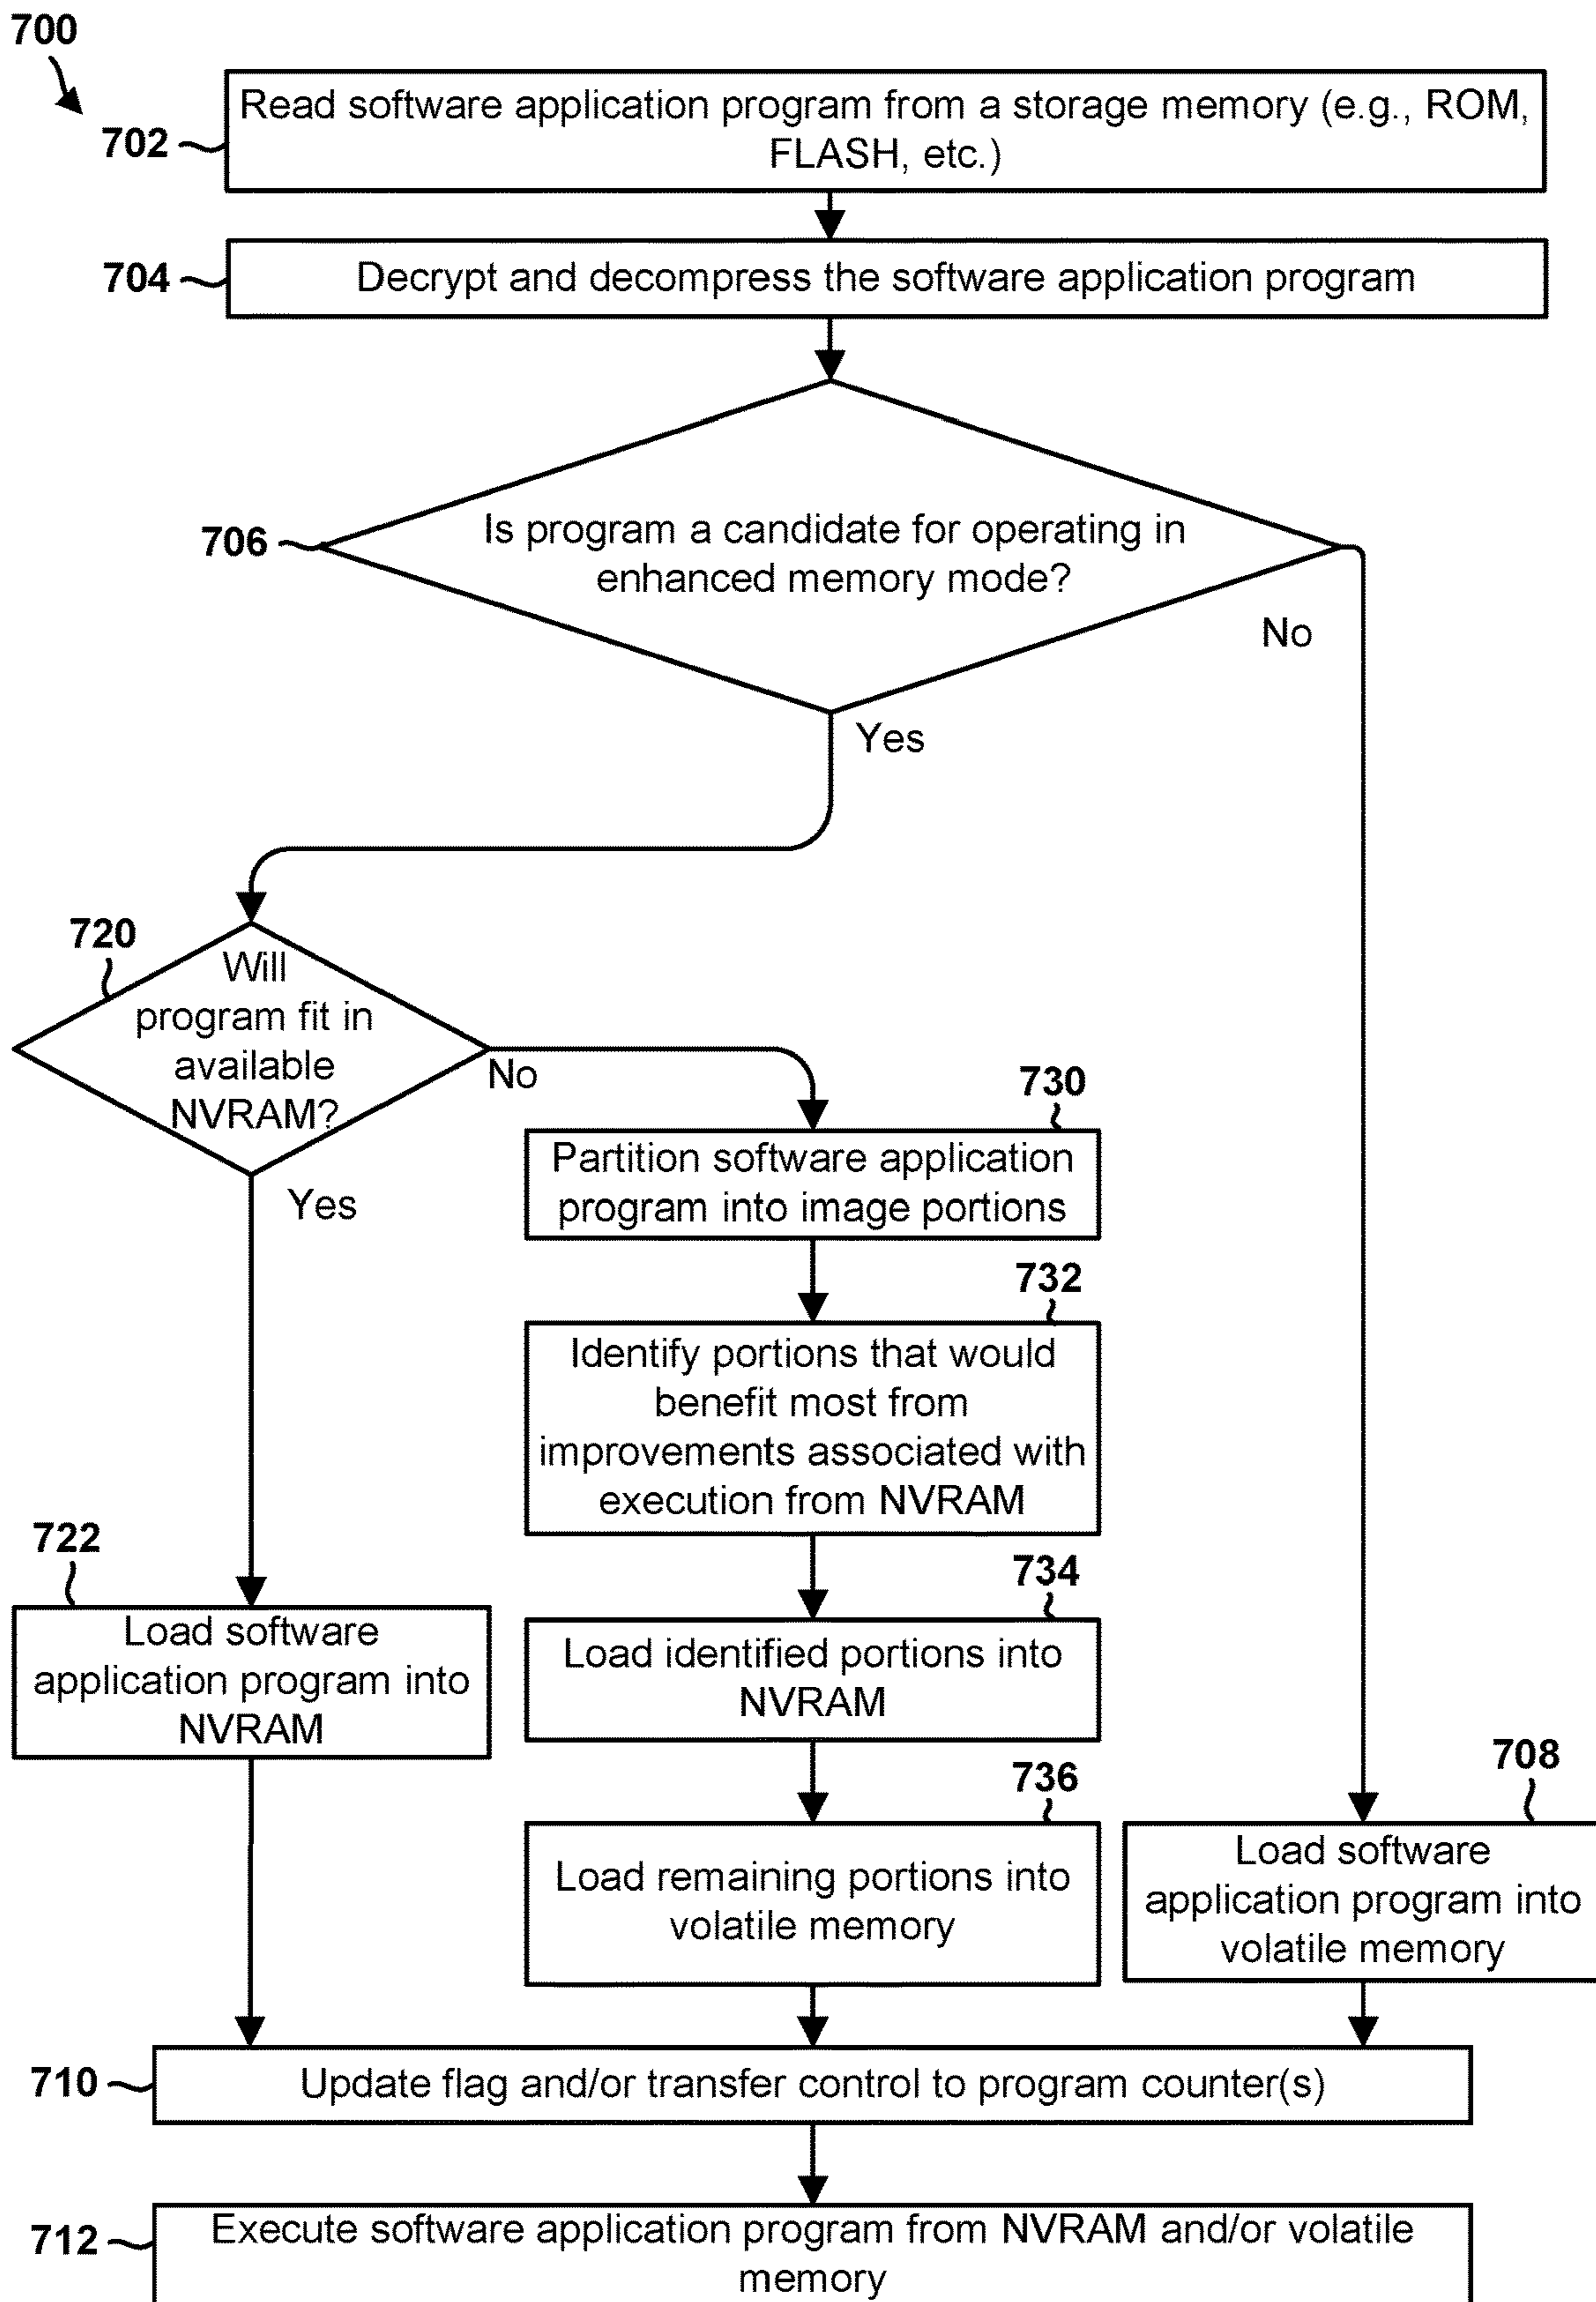 700
Read software application program from a storage memory (e.g., ROM,
FLASH, etc.)
702
Decrypt and decompress the software application program
704
Is program a candidate for operating in
enhanced memory mode?
706
No
Yes
720
Will
program fit in
available
NVRAM?
No
Yes
730
Partition software application
program into image portions
732
Identify portions that would
benefit most from
improvements associated with
execution from NVRAM
722
Load software
application program into
NVRAM
734
Load identified portions into
NVRAM
736
Load remaining portions into
volatile memory
708
Load software
application program into
volatile memory
710
Update flag and/or transfer control to program counter(s)
712
Execute software application program from NVRAM and/or volatile
memory